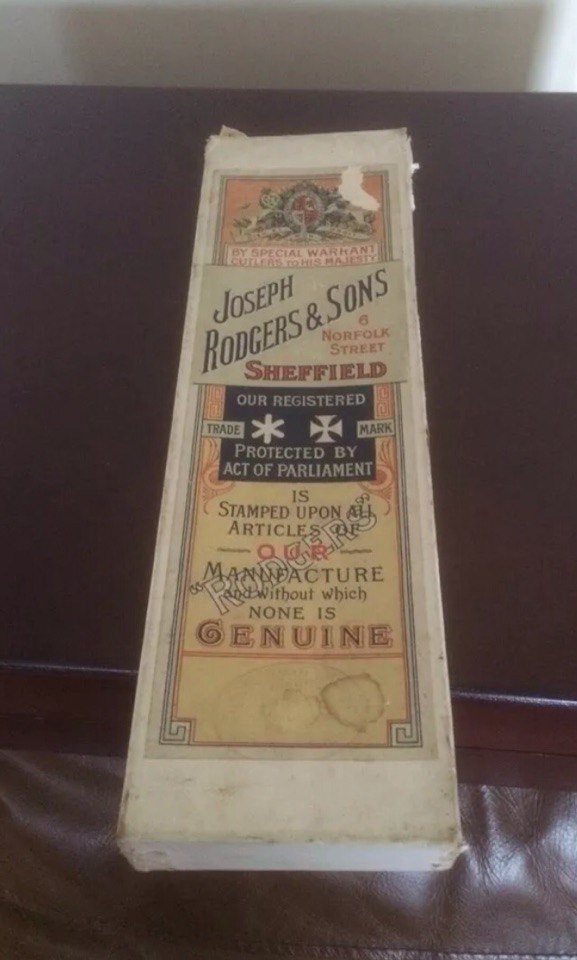 BY SPECIAL WARRANT
CUTLERS TO HIS MAJESTY
JOSEPH
RODGERS & SONS
6
NORFOLK
STREET
SHEFFIELD
OUR REGISTERED
TRADE MARK
PROTECTED BY
ACT OF PARLIAMENT
IS
STAMPED UPON ALL
ARTICLES OF
OUR
MANUFACTURE
and without which
NONE IS
GENUINE
"RODGERS"